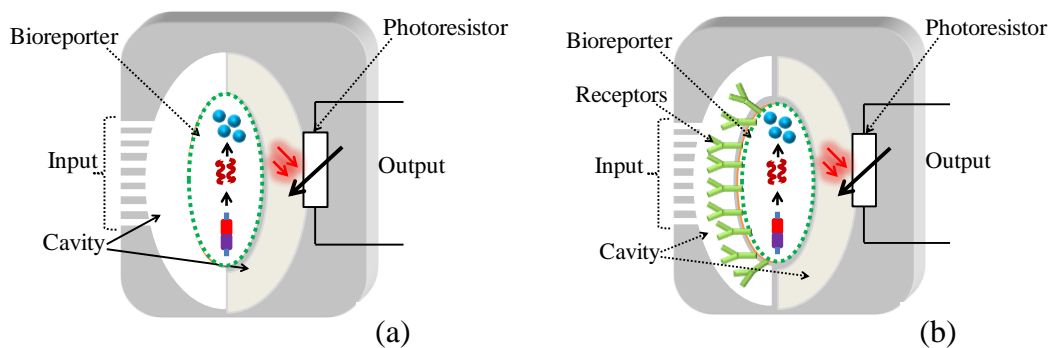 Bioreporter
Photoresistor
Input
Output
Cavity
(a)
Bioreporter
Photoresistor
Receptors
Input
Output
Cavity
(b)